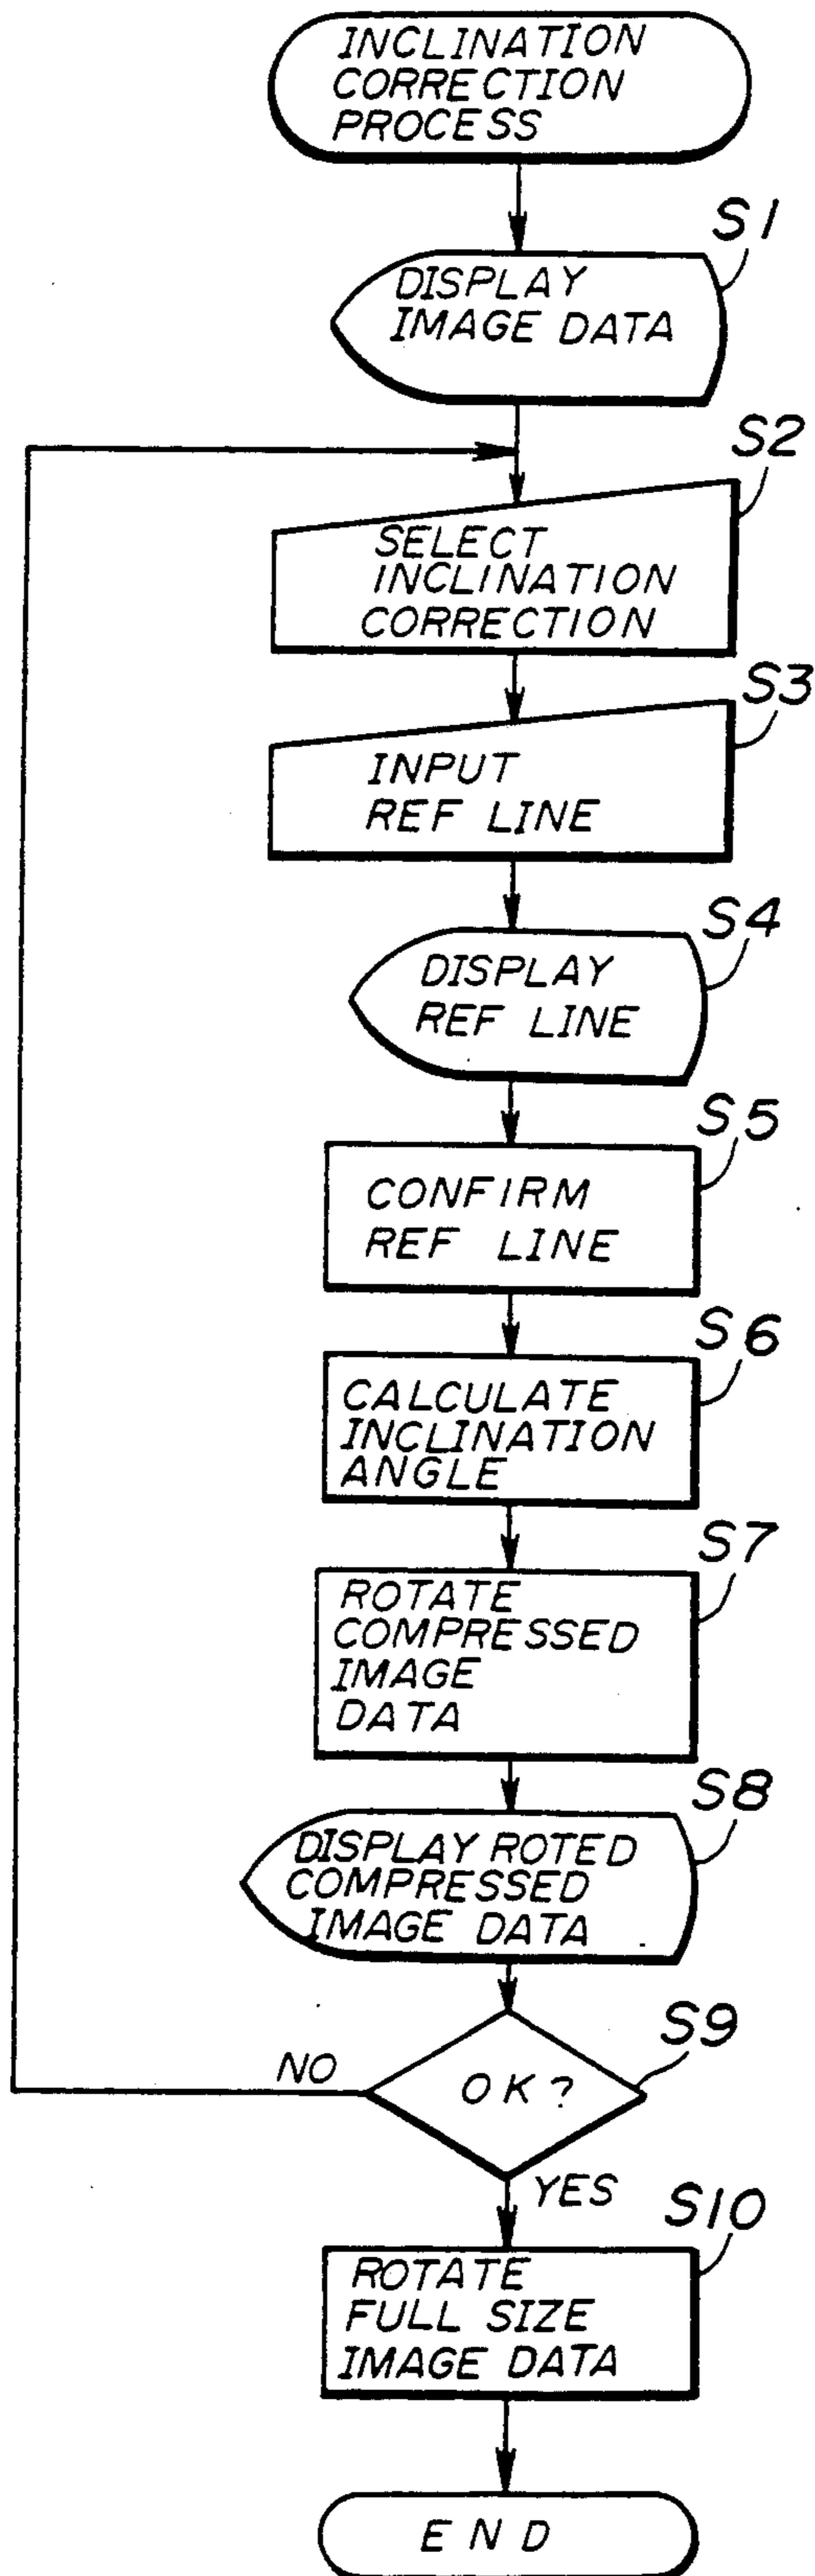 INCLINATION
CORRECTION
PROCESS
S1
DISPLAY
IMAGE DATA
S2
SELECT
INCLINATION
CORRECTION
S3
INPUT
REF LINE
S4
DISPLAY
REF LINE
S5
CONFIRM
REF LINE
S6
CALCULATE
INCLINATION
ANGLE
S7
ROTATE
COMPRESSED
IMAGE
DATA
S8
DISPLAY ROTED
COMPRESSED
IMAGE DATA
S9
OK?
NO
YES
S10
ROTATE
FULL SIZE
IMAGE DATA
END